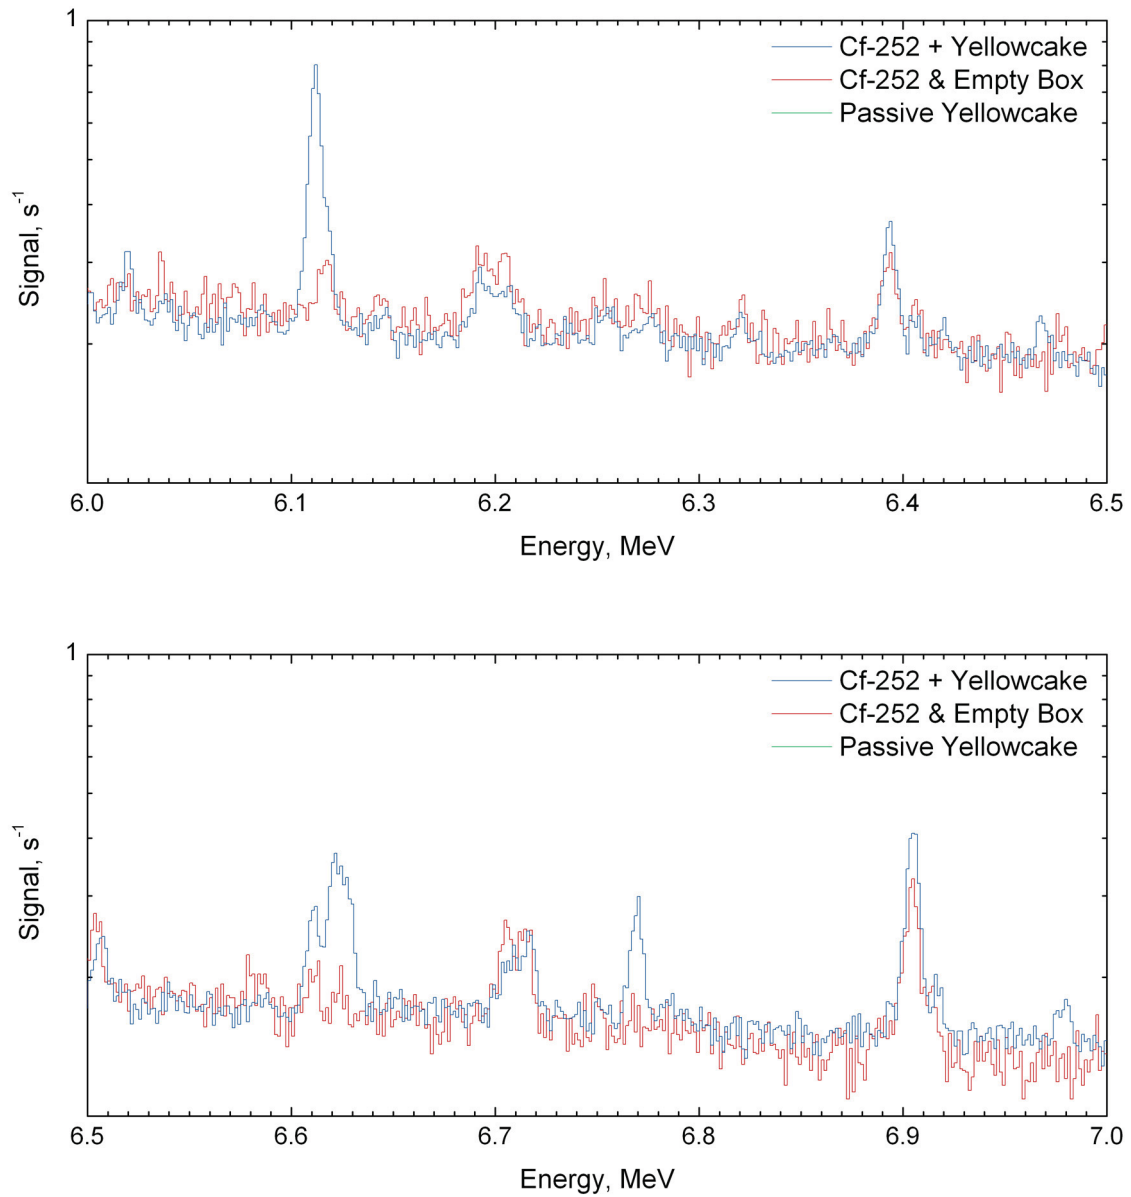 1
Cf-252 + Yellowcake
Cf-252 & Empty Box
Passive Yellowcake
Signal, s⁻¹
6.0 6.1 6.2 6.3 6.4 6.5
Energy, MeV
1
Cf-252 + Yellowcake
Cf-252 & Empty Box
Passive Yellowcake
Signal, s⁻¹
6.5 6.6 6.7 6.8 6.9 7.0
Energy, MeV